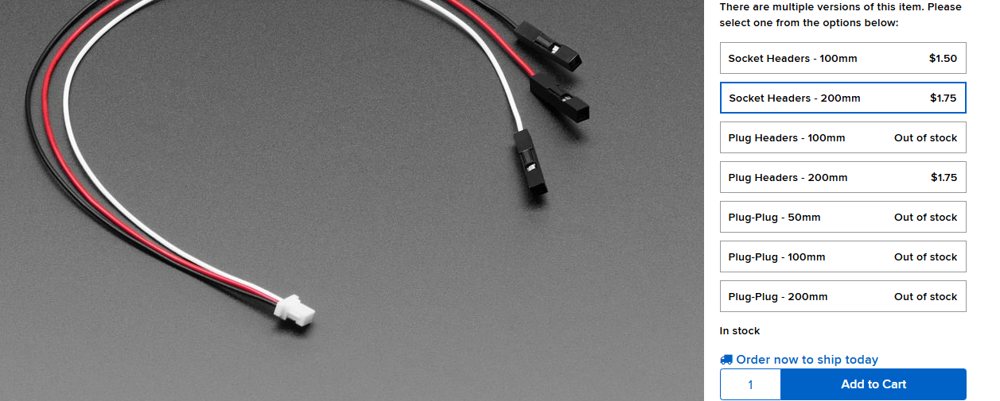 There are multiple versions of this item. Please
select one from the options below:
Socket Headers - 100mm $1.50
Socket Headers - 200mm $1.75
Plug Headers - 100mm Out of stock
Plug Headers - 200mm $1.75
Plug-Plug - 50mm Out of stock
Plug-Plug - 100mm Out of stock
Plug-Plug - 200mm Out of stock
In stock
Order now to ship today
1 Add to Cart